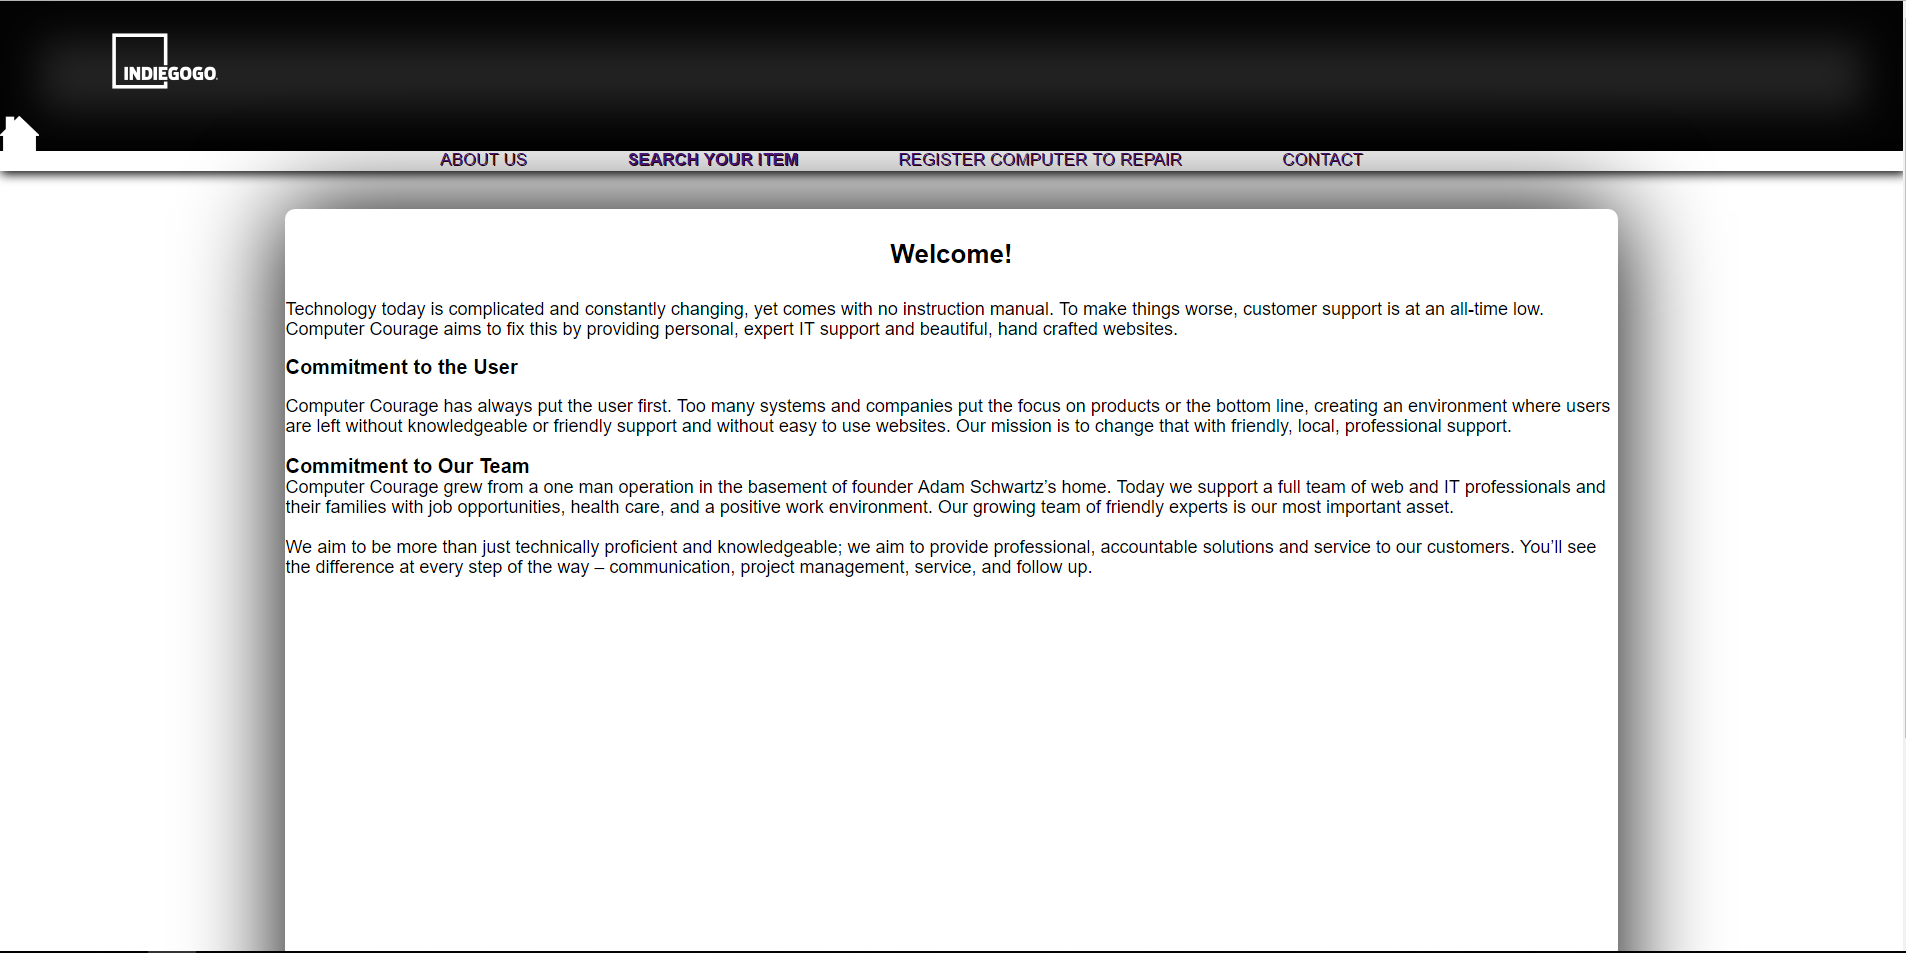 INDIEGOGO.
ABOUT US SEARCH YOUR ITEM REGISTER COMPUTER TO REPAIR CONTACT
Welcome!
Technology today is complicated and constantly changing, yet comes with no instruction manual. To make things worse, customer support is at an all-time low.
Computer Courage aims to fix this by providing personal, expert IT support and beautiful, hand crafted websites.
Commitment to the User
Computer Courage has always put the user first. Too many systems and companies put the focus on products or the bottom line, creating an environment where users
are left without knowledgeable or friendly support and without easy to use websites. Our mission is to change that with friendly, local, professional support.
Commitment to Our Team
Computer Courage grew from a one man operation in the basement of founder Adam Schwartz’s home. Today we support a full team of web and IT professionals and
their families with job opportunities, health care, and a positive work environment. Our growing team of friendly experts is our most important asset.
We aim to be more than just technically proficient and knowledgeable; we aim to provide professional, accountable solutions and service to our customers. You’ll see
the difference at every step of the way – communication, project management, service, and follow up.